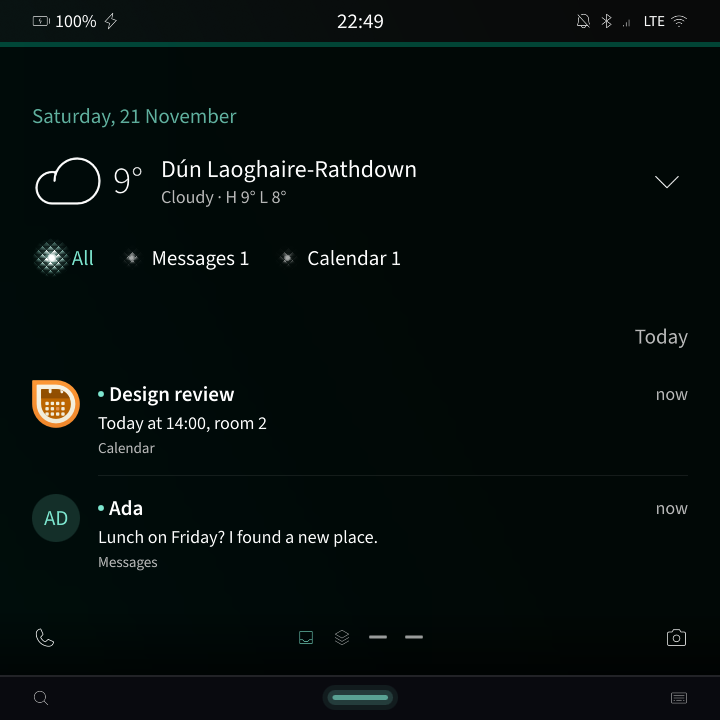 100%
22:49
LTE
Saturday, 21 November
9°
Dún Laoghaire-Rathdown
Cloudy · H 9° L 8°
All
Messages 1
Calendar 1
Today
• Design review
now
Today at 14:00, room 2
Calendar
AD
• Ada
now
Lunch on Friday? I found a new place.
Messages